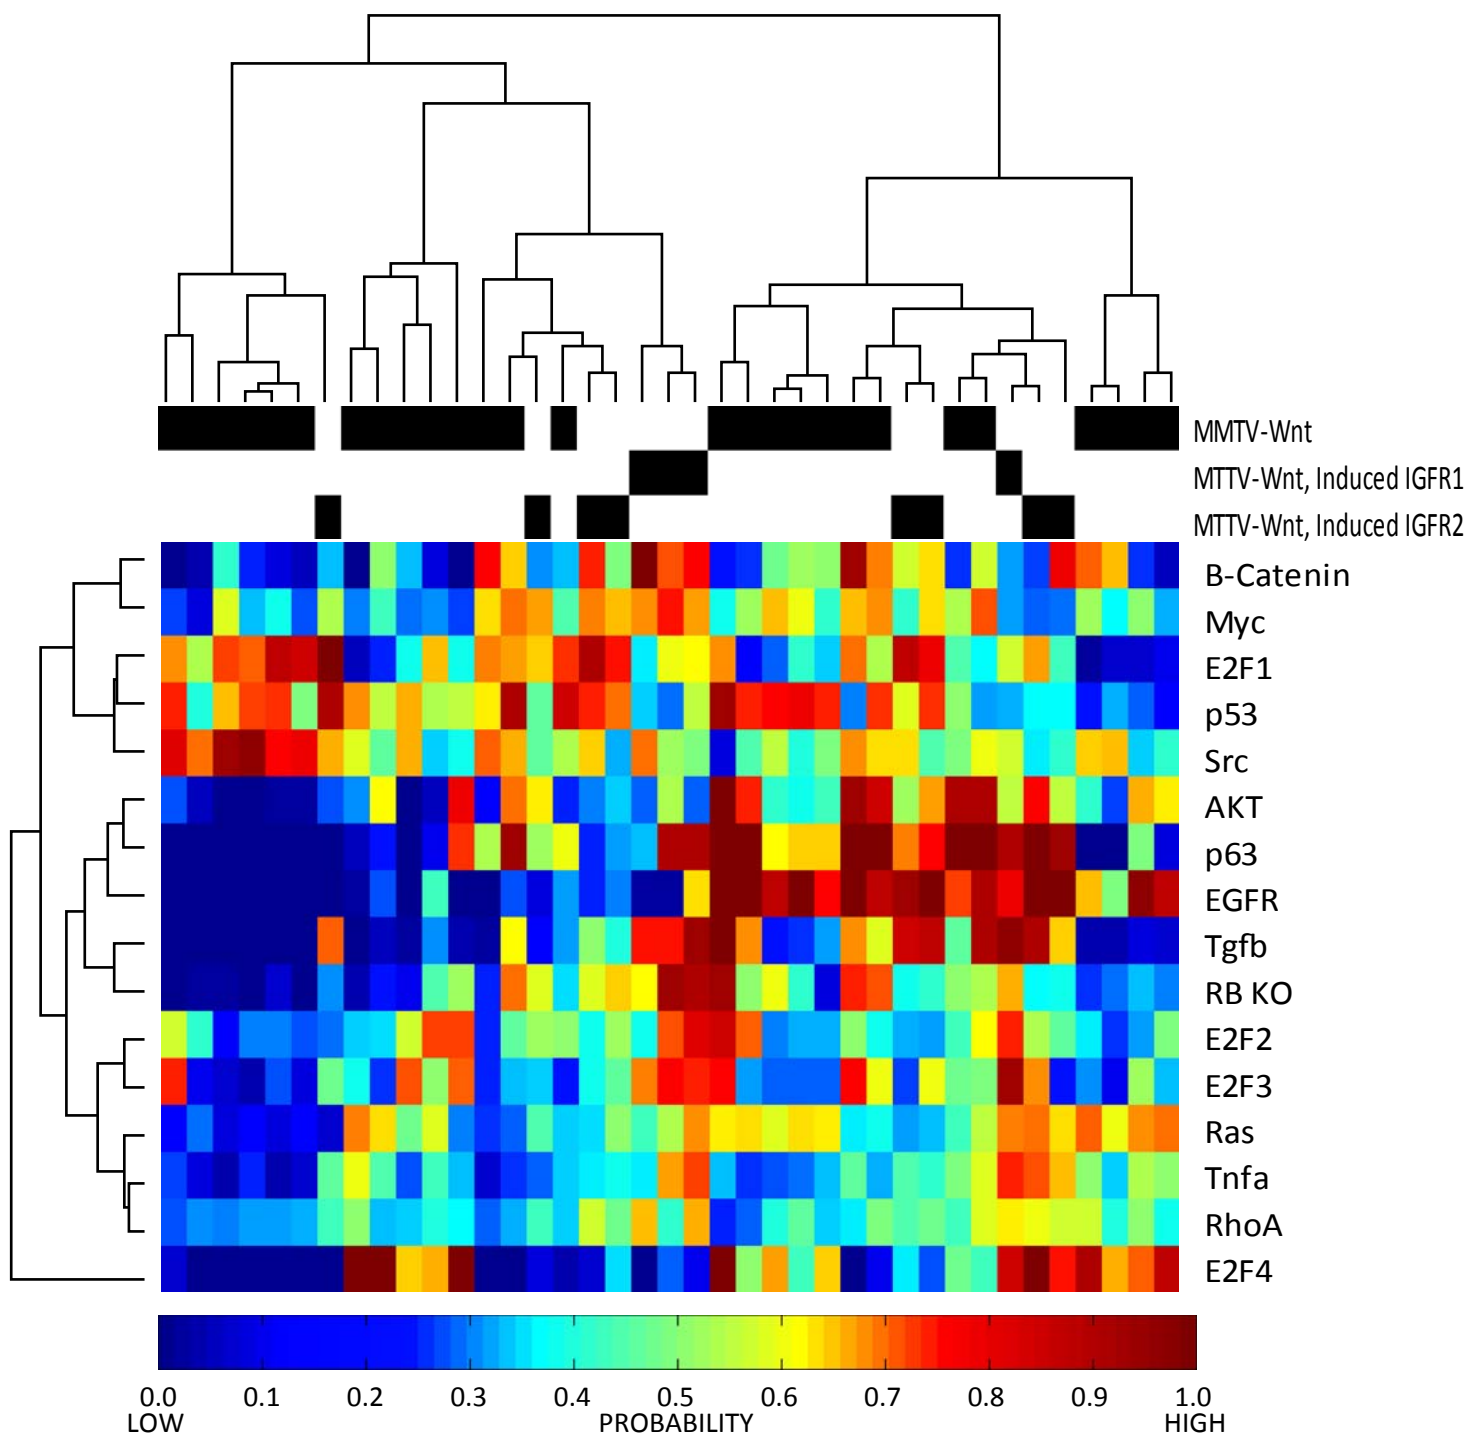 MMTV-Wnt
MTTV-Wnt, Induced IGFR1
MTTV-Wnt, Induced IGFR2
B-Catenin
Myc
E2F1
p53
Src
AKT
p63
EGFR
Tgfb
RB KO
E2F2
E2F3
Ras
Tnfa
RhoA
E2F4
0.0 0.1 0.2 0.3 0.4 0.5 0.6 0.7 0.8 0.9 1.0
LOW PROBABILITY HIGH